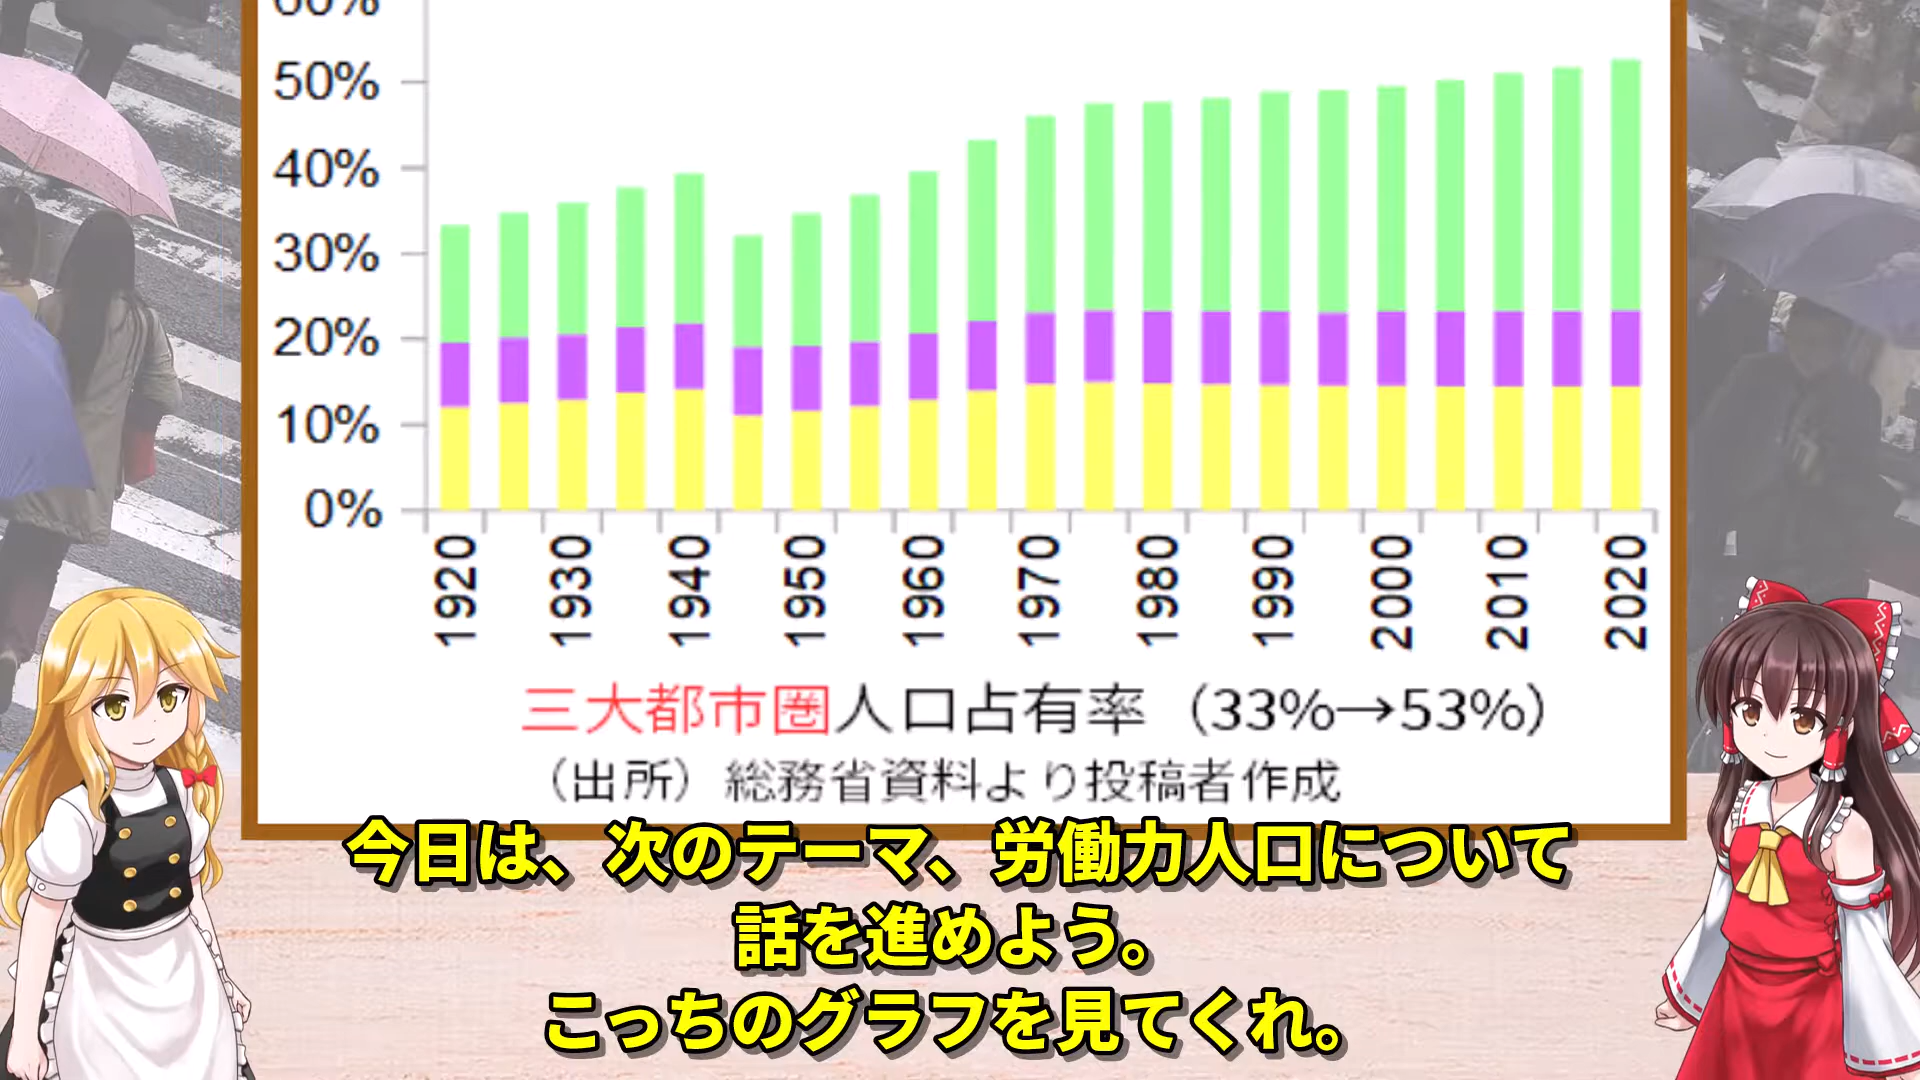 60%
50%
40%
30%
20%
10%
0%
1920 1930 1940 1950 1960 1970 1980 1990 2000 2010 2020
三大都市圏人口占有率（33%→53%）
（出所）総務省資料より投稿者作成
今日は、次のテーマ、労働力人口について
話を進めよう。
こっちのグラフを見てくれ。